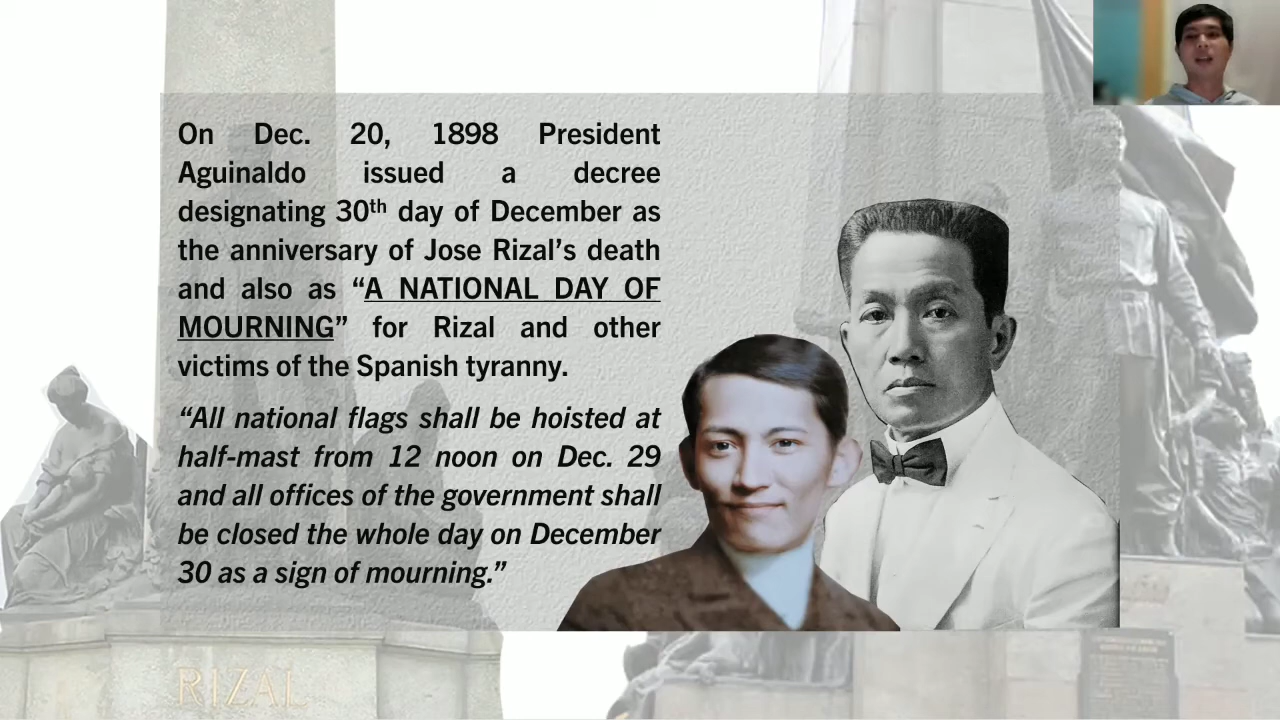 On Dec. 20, 1898 President
Aguinaldo issued a decree
designating 30th day of December as
the anniversary of Jose Rizal’s death
and also as “A NATIONAL DAY OF
MOURNING” for Rizal and other
victims of the Spanish tyranny.
“All national flags shall be hoisted at
half-mast from 12 noon on Dec. 29
and all offices of the government shall
be closed the whole day on December
30 as a sign of mourning.”
RIZAL